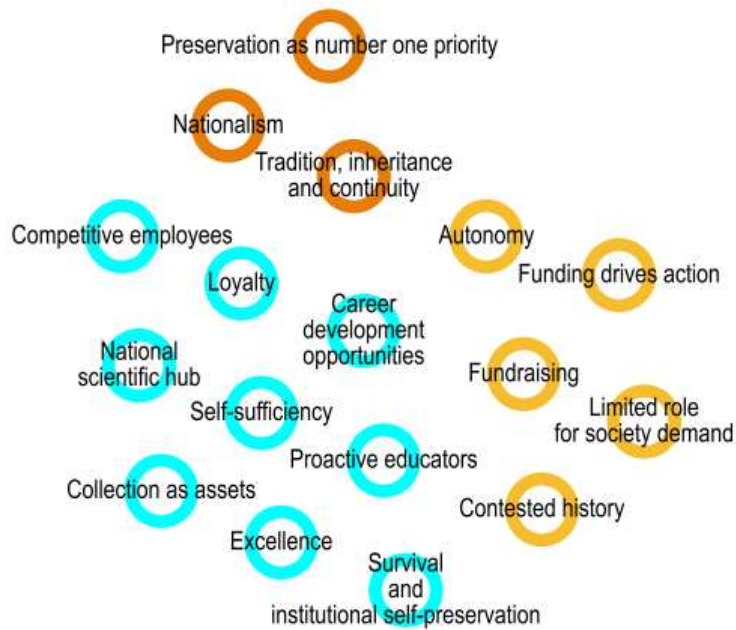 Preservation as number one priority
Nationalism
Tradition, inheritance
and continuity
Competitive employees
Autonomy
Funding drives action
Loyalty
Career
development
opportunities
National
scientific hub
Fundraising
Limited role
for society demand
Self-sufficiency
Proactive educators
Collection as assets
Contested history
Excellence
Survival
and
institutional self-preservation